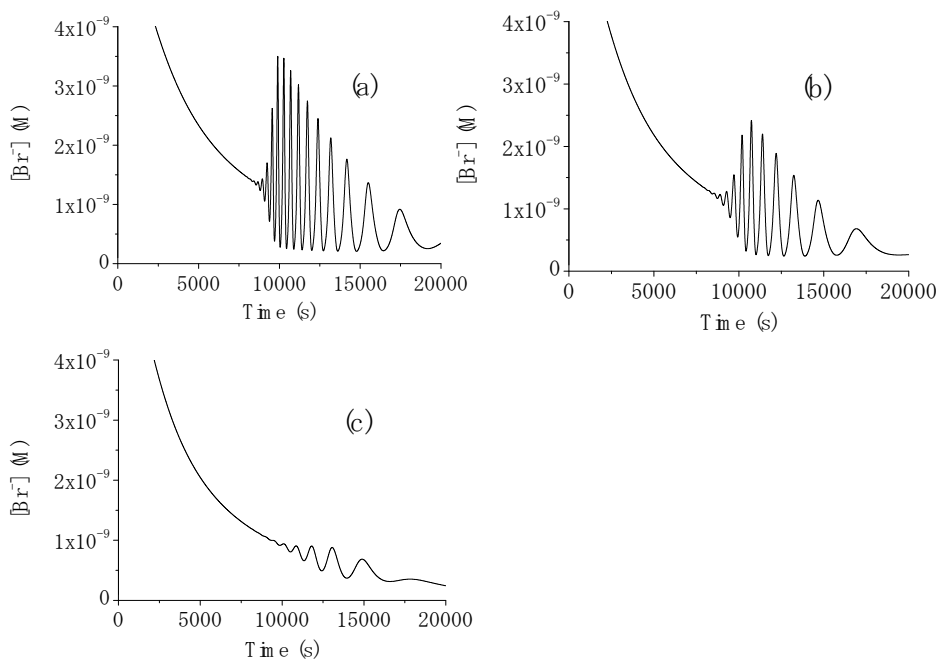 (a)
4x10⁻⁹
3x10⁻⁹
2x10⁻⁹
1x10⁻⁹
0
[Br⁻] (M)
0 5000 10000 15000 20000
Time (s)
(b)
4x10⁻⁹
3x10⁻⁹
2x10⁻⁹
1x10⁻⁹
0
[Br⁻] (M)
0 5000 10000 15000 20000
Time (s)
(c)
4x10⁻⁹
3x10⁻⁹
2x10⁻⁹
1x10⁻⁹
0
[Br⁻] (M)
0 5000 10000 15000 20000
Time (s)